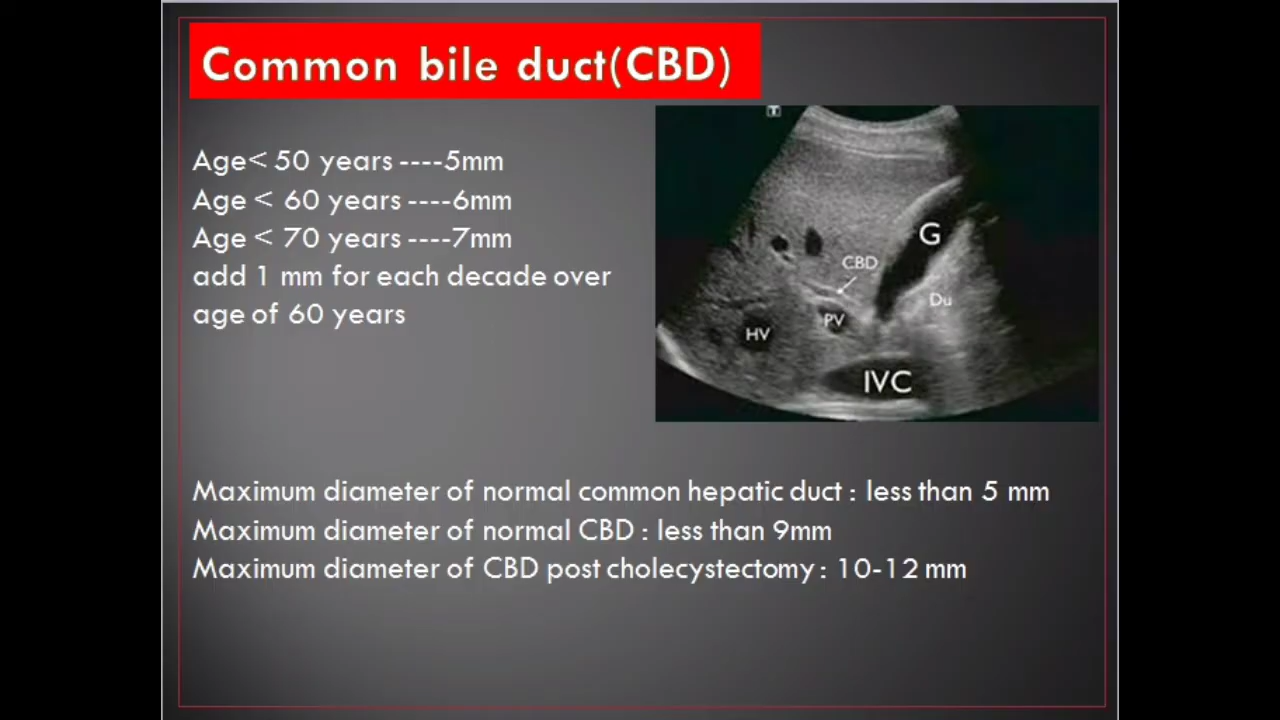 Common bile duct(CBD)
Age< 50 years ----5mm
Age < 60 years ----6mm
Age < 70 years ----7mm
add 1 mm for each decade over
age of 60 years
T
G
CBD
Du
PV
HV
IVC
Maximum diameter of normal common hepatic duct : less than 5 mm
Maximum diameter of normal CBD : less than 9mm
Maximum diameter of CBD post cholecystectomy : 10-12 mm